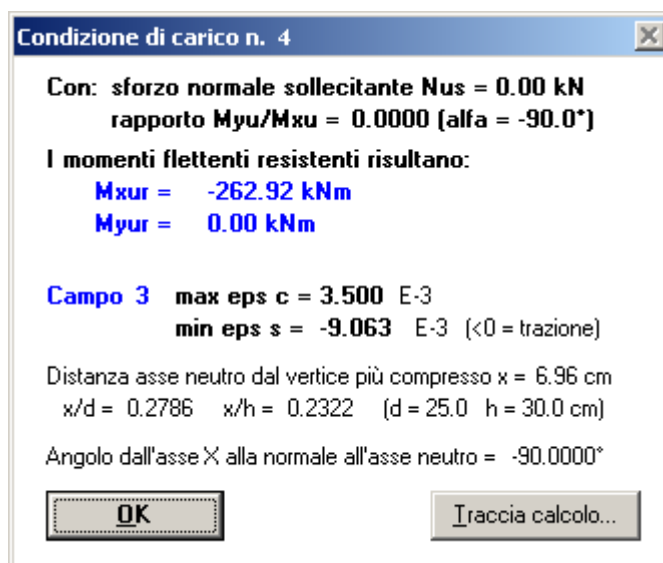 Condizione di carico n. 4
Con: sforzo normale sollecitante Nus = 0.00 kN
rapporto Myu/Mxu = 0.0000 (alfa = -90.0°)
I momenti flettenti resistenti risultano:
Mxur = -262.92 kNm
Myur = 0.00 kNm
Campo 3 max eps c = 3.500 E-3
min eps s = -9.063 E-3 (<0 = trazione)
Distanza asse neutro dal vertice più compresso x = 6.96 cm
x/d = 0.2786 x/h = 0.2322 (d = 25.0 h = 30.0 cm)
Angolo dall'asse X alla normale all'asse neutro = -90.0000°
OK Traccia calcolo...